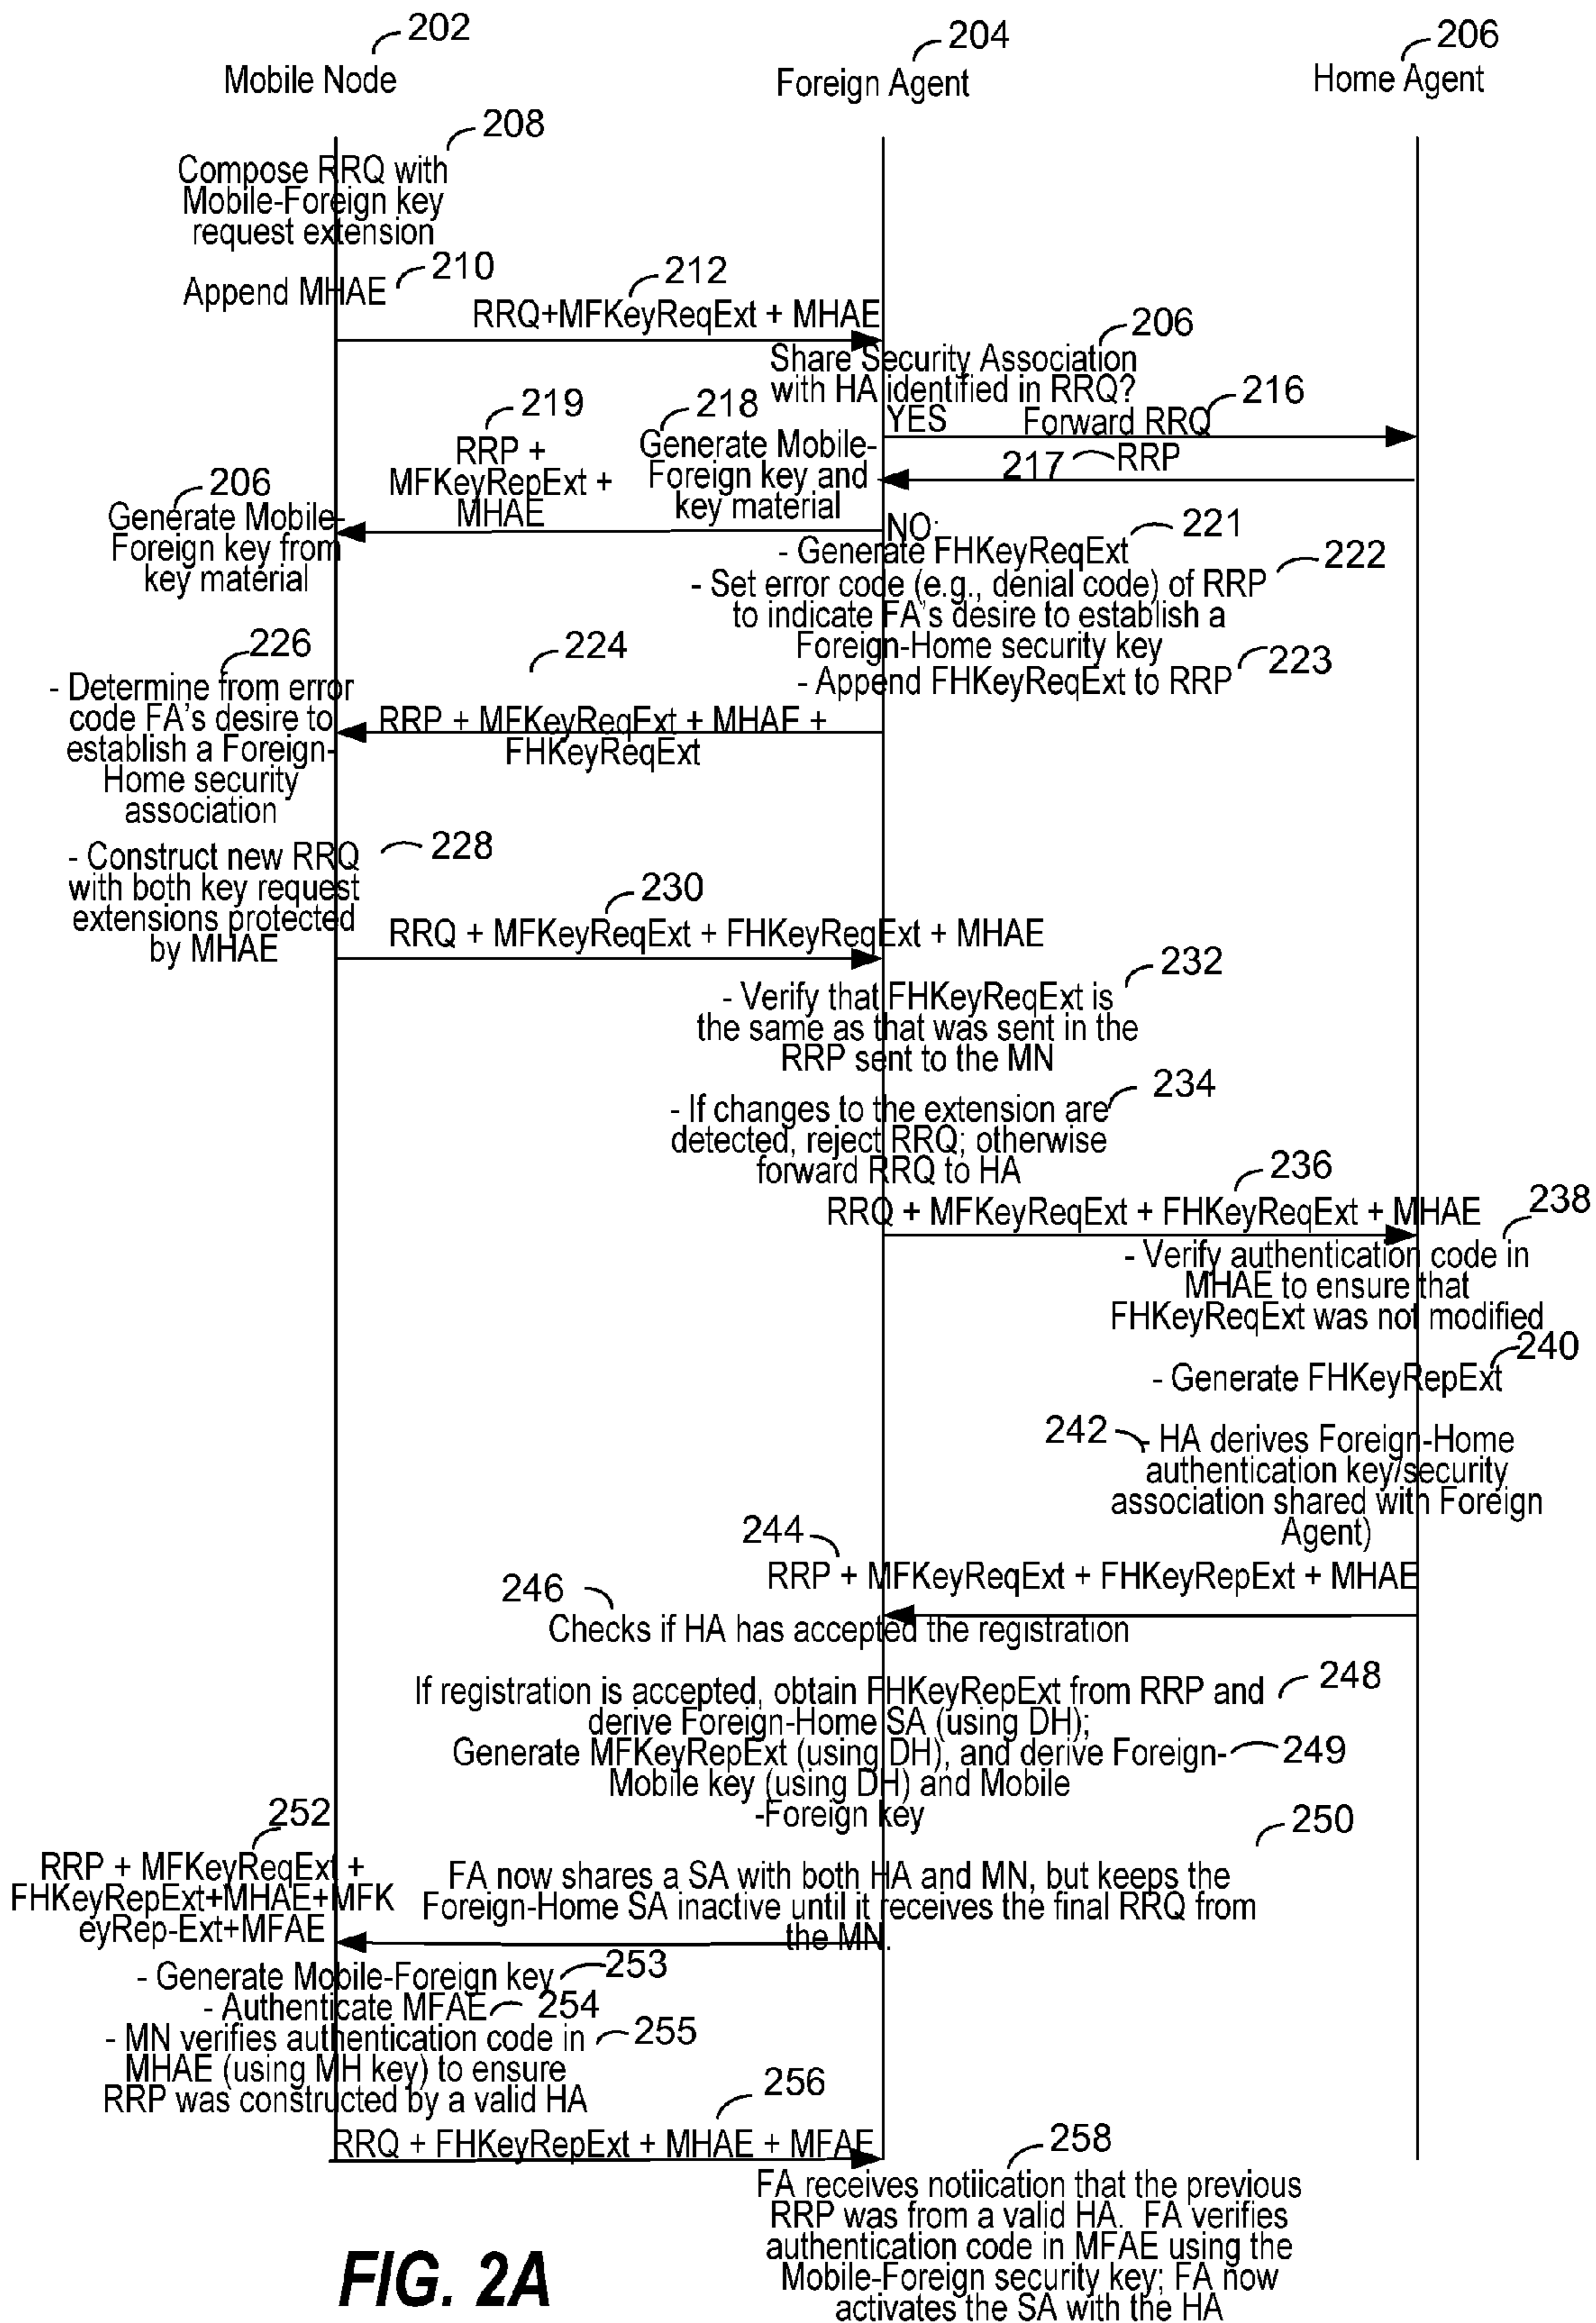 202
204
206
Mobile Node
Foreign Agent
Home Agent
208
Compose RRQ with
Mobile-Foreign key
request extension
210
Append MHAE
212
RRQ+MFKeyReqExt + MHAE
206
Share Security Association
with HA identified in RRQ?
YES
216
Forward RRQ
217
RRP
219
RRP +
MFKeyRepExt +
MHAE
218
Generate Mobile-
Foreign key and
key material
206
Generate Mobile-
Foreign key from
key material
NO:
221
- Generate FHKeyReqExt
222
- Set error code (e.g., denial code) of RRP
to indicate FA's desire to establish a
Foreign-Home security key
223
- Append FHKeyReqExt to RRP
224
RRP + MFKeyReqExt + MHAE +
FHKeyReqExt
226
- Determine from error
code FA's desire to
establish a Foreign-
Home security
association
228
- Construct new RRQ
with both key request
extensions protected
by MHAE
230
RRQ + MFKeyReqExt + FHKeyReqExt + MHAE
232
- Verify that FHKeyReqExt is
the same as that was sent in the
RRP sent to the MN
234
- If changes to the extension are
detected, reject RRQ; otherwise
forward RRQ to HA
236
RRQ + MFKeyReqExt + FHKeyReqExt + MHAE
238
- Verify authentication code in
MHAE to ensure that
FHKeyReqExt was not modified
240
- Generate FHKeyRepExt
242
- HA derives Foreign-Home
authentication key/security
association shared with Foreign
Agent)
244
RRP + MFKeyReqExt + FHKeyRepExt + MHAE
246
Checks if HA has accepted the registration
248
If registration is accepted, obtain FHKeyRepExt from RRP and
derive Foreign-Home SA (using DH);
Generate MFKeyRepExt (using DH), and derive Foreign-
249
Mobile key (using DH) and Mobile
-Foreign key
250
FA now shares a SA with both HA and MN, but keeps the
Foreign-Home SA inactive until it receives the final RRQ from
the MN.
252
RRP + MFKeyReqExt +
FHKeyRepExt+MHAE+MFK
eyRep-Ext+MFAE
- Generate Mobile-Foreign key
253
- Authenticate MFAE
254
- MN verifies authentication code in
255
MHAE (using MH key) to ensure
RRP was constructed by a valid HA
256
RRQ + FHKeyRepExt + MHAE + MFAE
258
FA receives notiication that the previous
RRP was from a valid HA. FA verifies
authentication code in MFAE using the
Mobile-Foreign security key; FA now
activates the SA with the HA
FIG. 2A